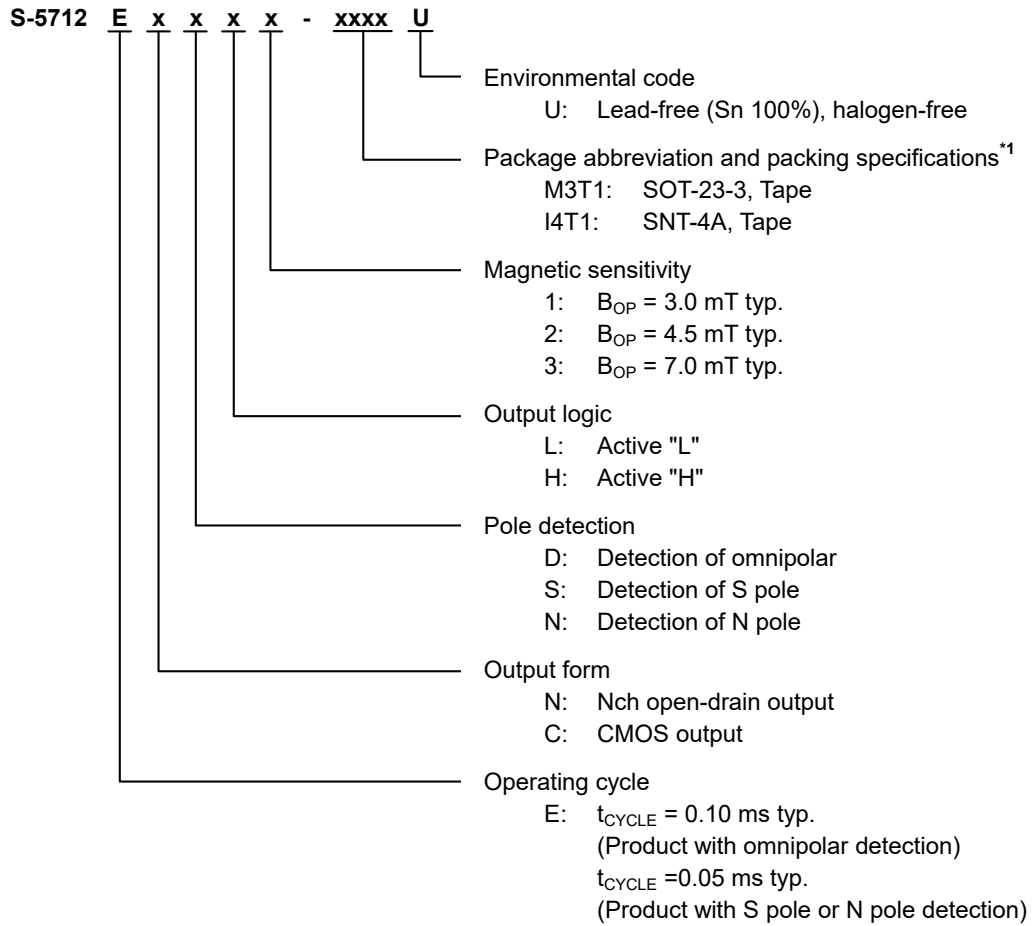 S-5712 E x x x x - xxxx U
Environmental code
U: Lead-free (Sn 100%), halogen-free
Package abbreviation and packing specifications*1
M3T1: SOT-23-3, Tape
I4T1: SNT-4A, Tape
Magnetic sensitivity
1: BOP = 3.0 mT typ.
2: BOP = 4.5 mT typ.
3: BOP = 7.0 mT typ.
Output logic
L: Active "L"
H: Active "H"
Pole detection
D: Detection of omnipolar
S: Detection of S pole
N: Detection of N pole
Output form
N: Nch open-drain output
C: CMOS output
Operating cycle
E: tCYCLE = 0.10 ms typ.
(Product with omnipolar detection)
tCYCLE =0.05 ms typ.
(Product with S pole or N pole detection)